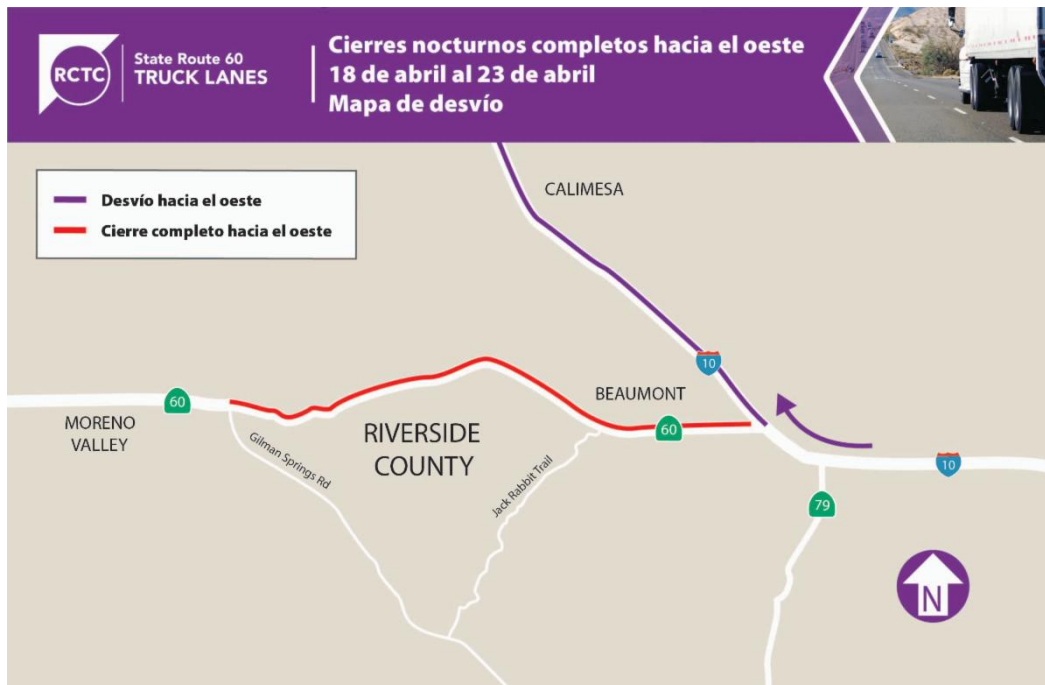 RCTC
State Route 60
TRUCK LANES
Cierres nocturnos completos hacia el oeste
18 de abril al 23 de abril
Mapa de desvío
Desvío hacia el oeste
Cierre completo hacia el oeste
CALIMESA
10
BEAUMONT
60
MORENO
VALLEY
60
RIVERSIDE
COUNTY
Gilman Springs Rd
Jack Rabbit Trail
10
79
N